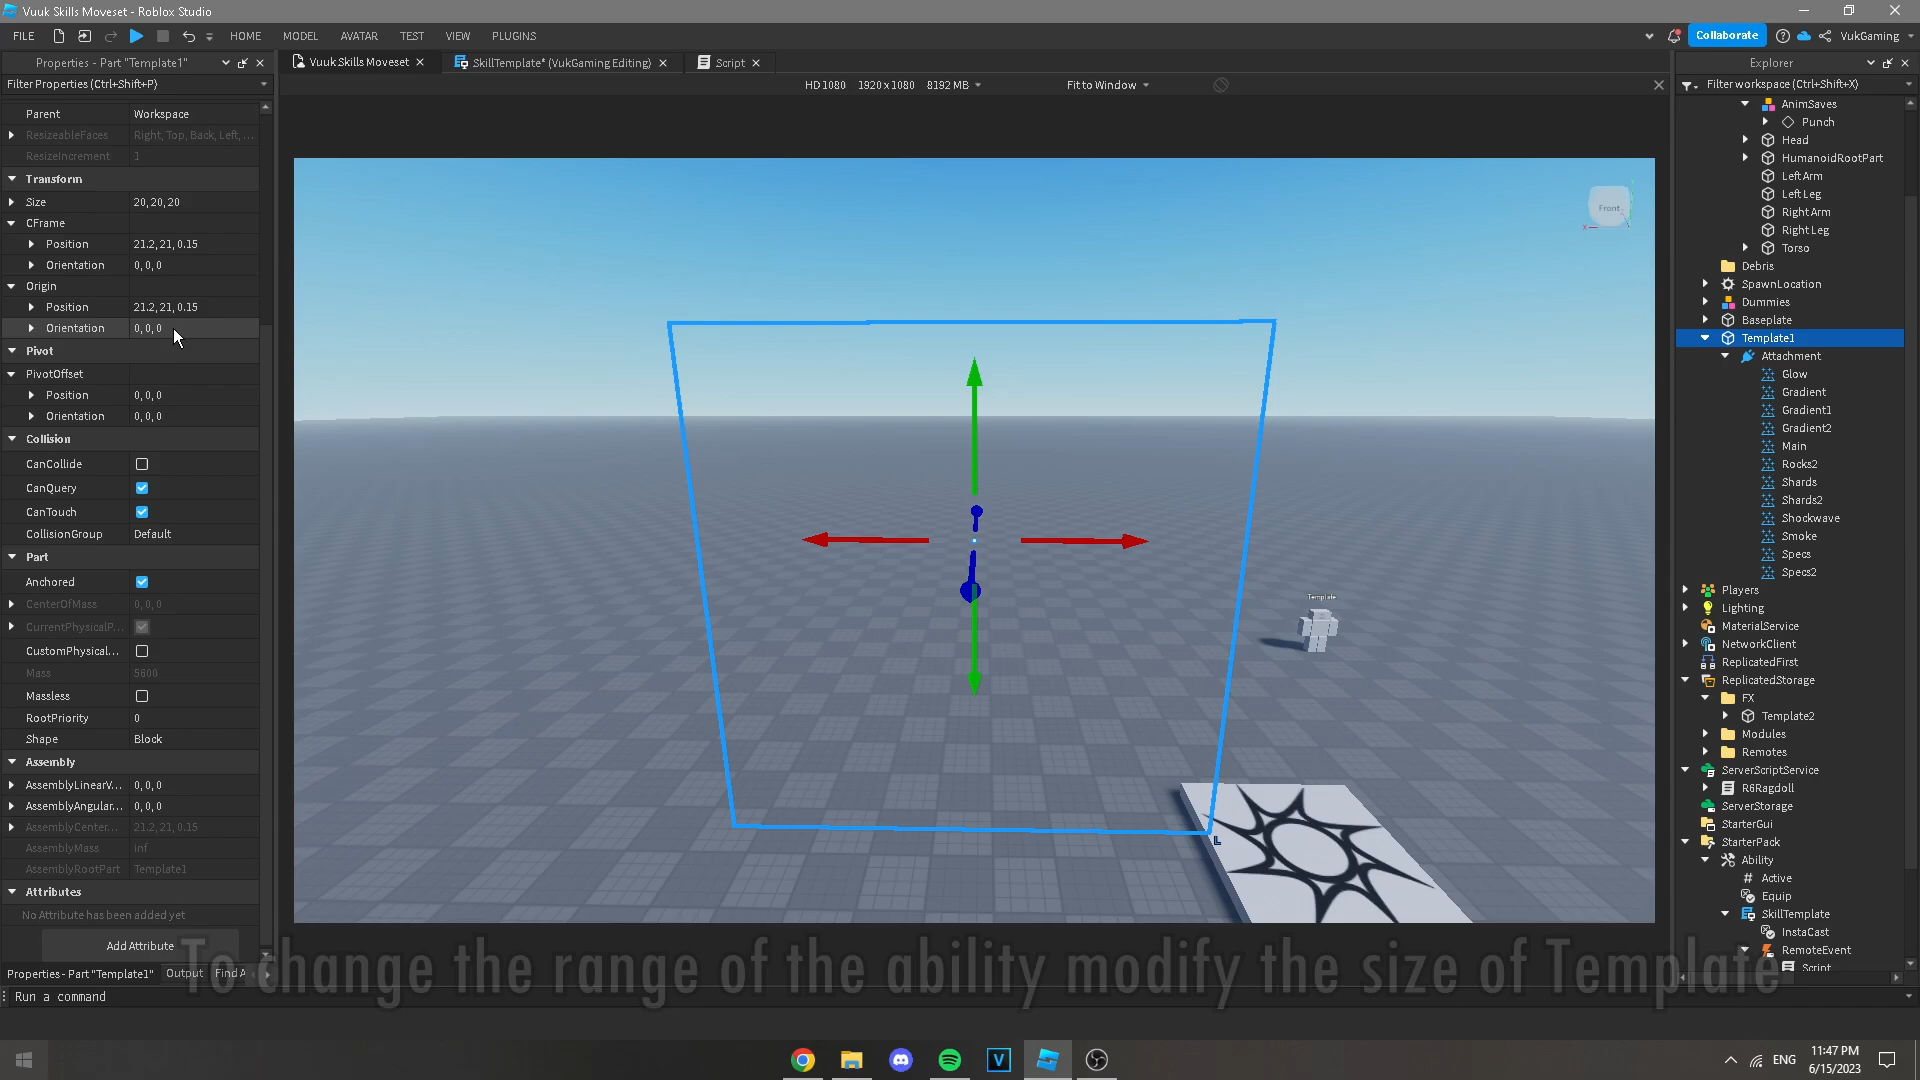 Vuuk Skills Moveset - Roblox Studio
FILE
HOME
MODEL
AVATAR
TEST
VIEW
PLUGINS
Collaborate
VukGaming
Properties - Part "Template1"
Filter Properties (Ctrl+Shift+P)
Parent Workspace
ResizeableFaces Right, Top, Back, Left, ...
ResizeIncrement 1
Transform
Size 20, 20, 20
CFrame
Position 21.2, 21, 0.15
Orientation 0, 0, 0
Origin
Position 21.2, 21, 0.15
Orientation 0, 0, 0
Pivot
PivotOffset
Position 0, 0, 0
Orientation 0, 0, 0
Collision
CanCollide
CanQuery
CanTouch
CollisionGroup Default
Part
Anchored
CenterOfMass 0, 0, 0
CurrentPhysicalP...
CustomPhysical...
Mass 5600
Massless
RootPriority 0
Shape Block
Assembly
AssemblyLinearV... 0, 0, 0
AssemblyAngular... 0, 0, 0
AssemblyCenter... 21.2, 21, 0.15
AssemblyMass inf
AssemblyRootPart Template1
Attributes
No Attribute has been added yet
Add Attribute
Properties - Part "Template1" Output Find A
Run a command
Vuuk Skills Moveset
SkillTemplate* (VukGaming Editing)
Script
HD 1080 1920 x 1080 8192 MB
Fit to Window
Front
Template
L
To change the range of the ability modify the size of Template
Explorer
Filter workspace (Ctrl+Shift+X)
AnimSaves
Punch
Head
HumanoidRootPart
Left Arm
Left Leg
Right Arm
Right Leg
Torso
Debris
SpawnLocation
Dummies
Baseplate
Template1
Attachment
Glow
Gradient
Gradient1
Gradient2
Main
Rocks2
Shards
Shards2
Shockwave
Smoke
Specs
Specs2
Players
Lighting
MaterialService
NetworkClient
ReplicatedFirst
ReplicatedStorage
FX
Template2
Modules
Remotes
ServerScriptService
R6Ragdoll
ServerStorage
StarterGui
StarterPack
Ability
Active
Equip
SkillTemplate
InstaCast
RemoteEvent
Script
ENG
11:47 PM
6/15/2023